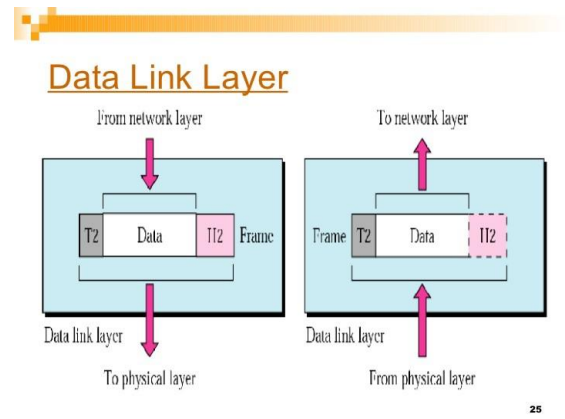 Data Link Layer
From network layer
To network layer
T2 Data H2 Frame
Frame T2 Data H2
Data link layer
Data link layer
To physical layer
From physical layer
25